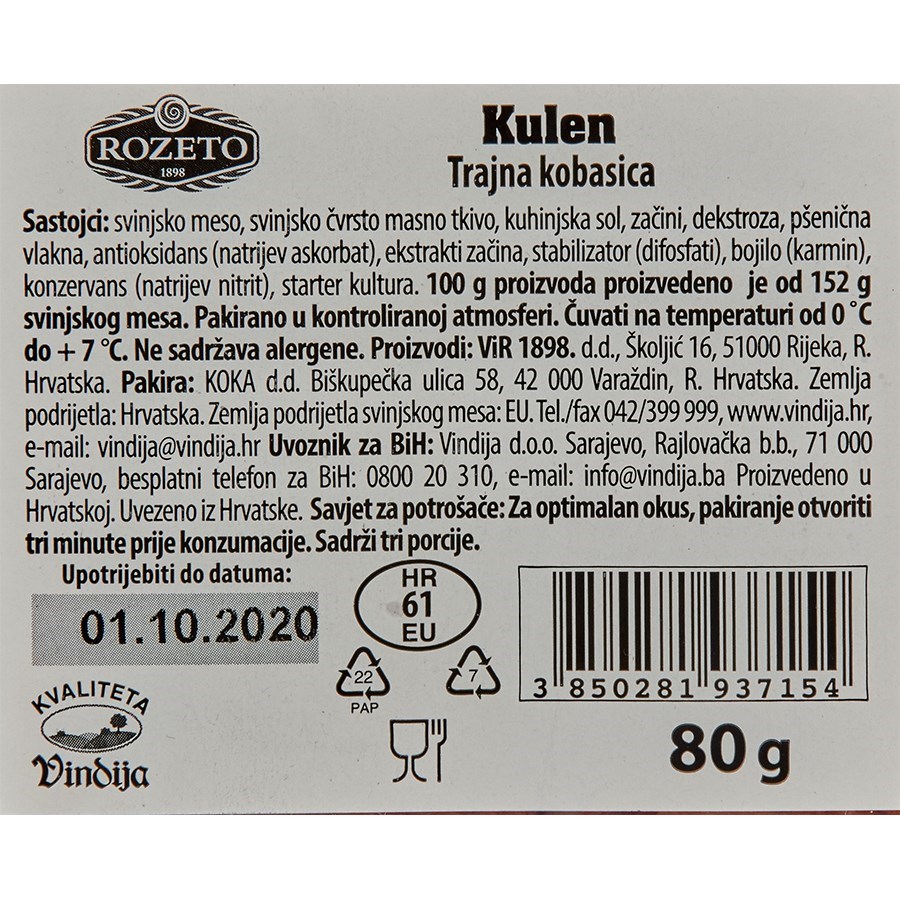 ROZETO
1898
Kulen
Trajna kobasica
Sastojci: svinjsko meso, svinjsko čvrsto masno tkivo, kuhinjska sol, začini, dekstroza, pšenična
vlakna, antioksidans (natrijev askorbat), ekstrakti začina, stabilizator (difosfati), bojilo (karmin),
konzervans (natrijev nitrit), starter kultura. 100 g proizvoda proizvedeno je od 152 g
svinjskog mesa. Pakirano u kontroliranoj atmosferi. Čuvati na temperaturi od 0 °C
do + 7 °C. Ne sadržava alergene. Proizvodi: ViR 1898. d.d., Školjić 16, 51000 Rijeka, R.
Hrvatska. Pakira: KOKA d.d. Biškupečka ulica 58, 42 000 Varaždin, R. Hrvatska. Zemlja
podrijetla: Hrvatska. Zemlja podrijetla svinjskog mesa: EU. Tel./fax 042/399 999, www.vindija.hr,
e-mail: vindija@vindija.hr Uvoznik za BiH: Vindija d.o.o. Sarajevo, Rajlovačka b.b., 71 000
Sarajevo, besplatni telefon za BiH: 0800 20 310, e-mail: info@vindija.ba Proizvedeno u
Hrvatskoj. Uvezeno iz Hrvatske. Savjet za potrošače: Za optimalan okus, pakiranje otvoriti
tri minute prije konzumacije. Sadrži tri porcije.
Upotrijebiti do datuma:
01.10.2020
HR
61
EU
22
PAP
7
3 850281 937154
KVALITETA
Vindija
80 g